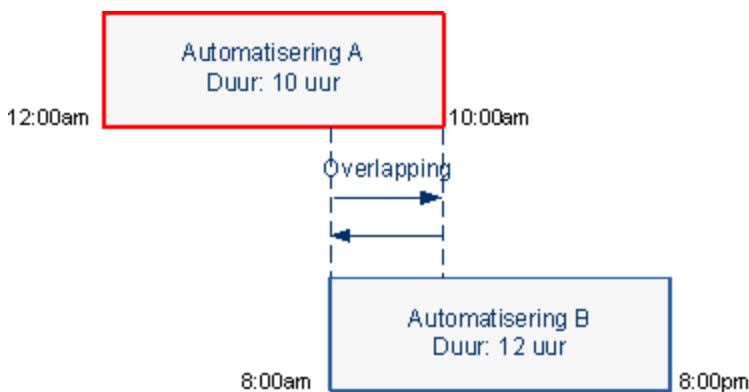 Automatisering A
Duur: 10 uur
12:00am
10:00am
Overlapping
Automatisering B
Duur: 12 uur
8:00am
8:00pm